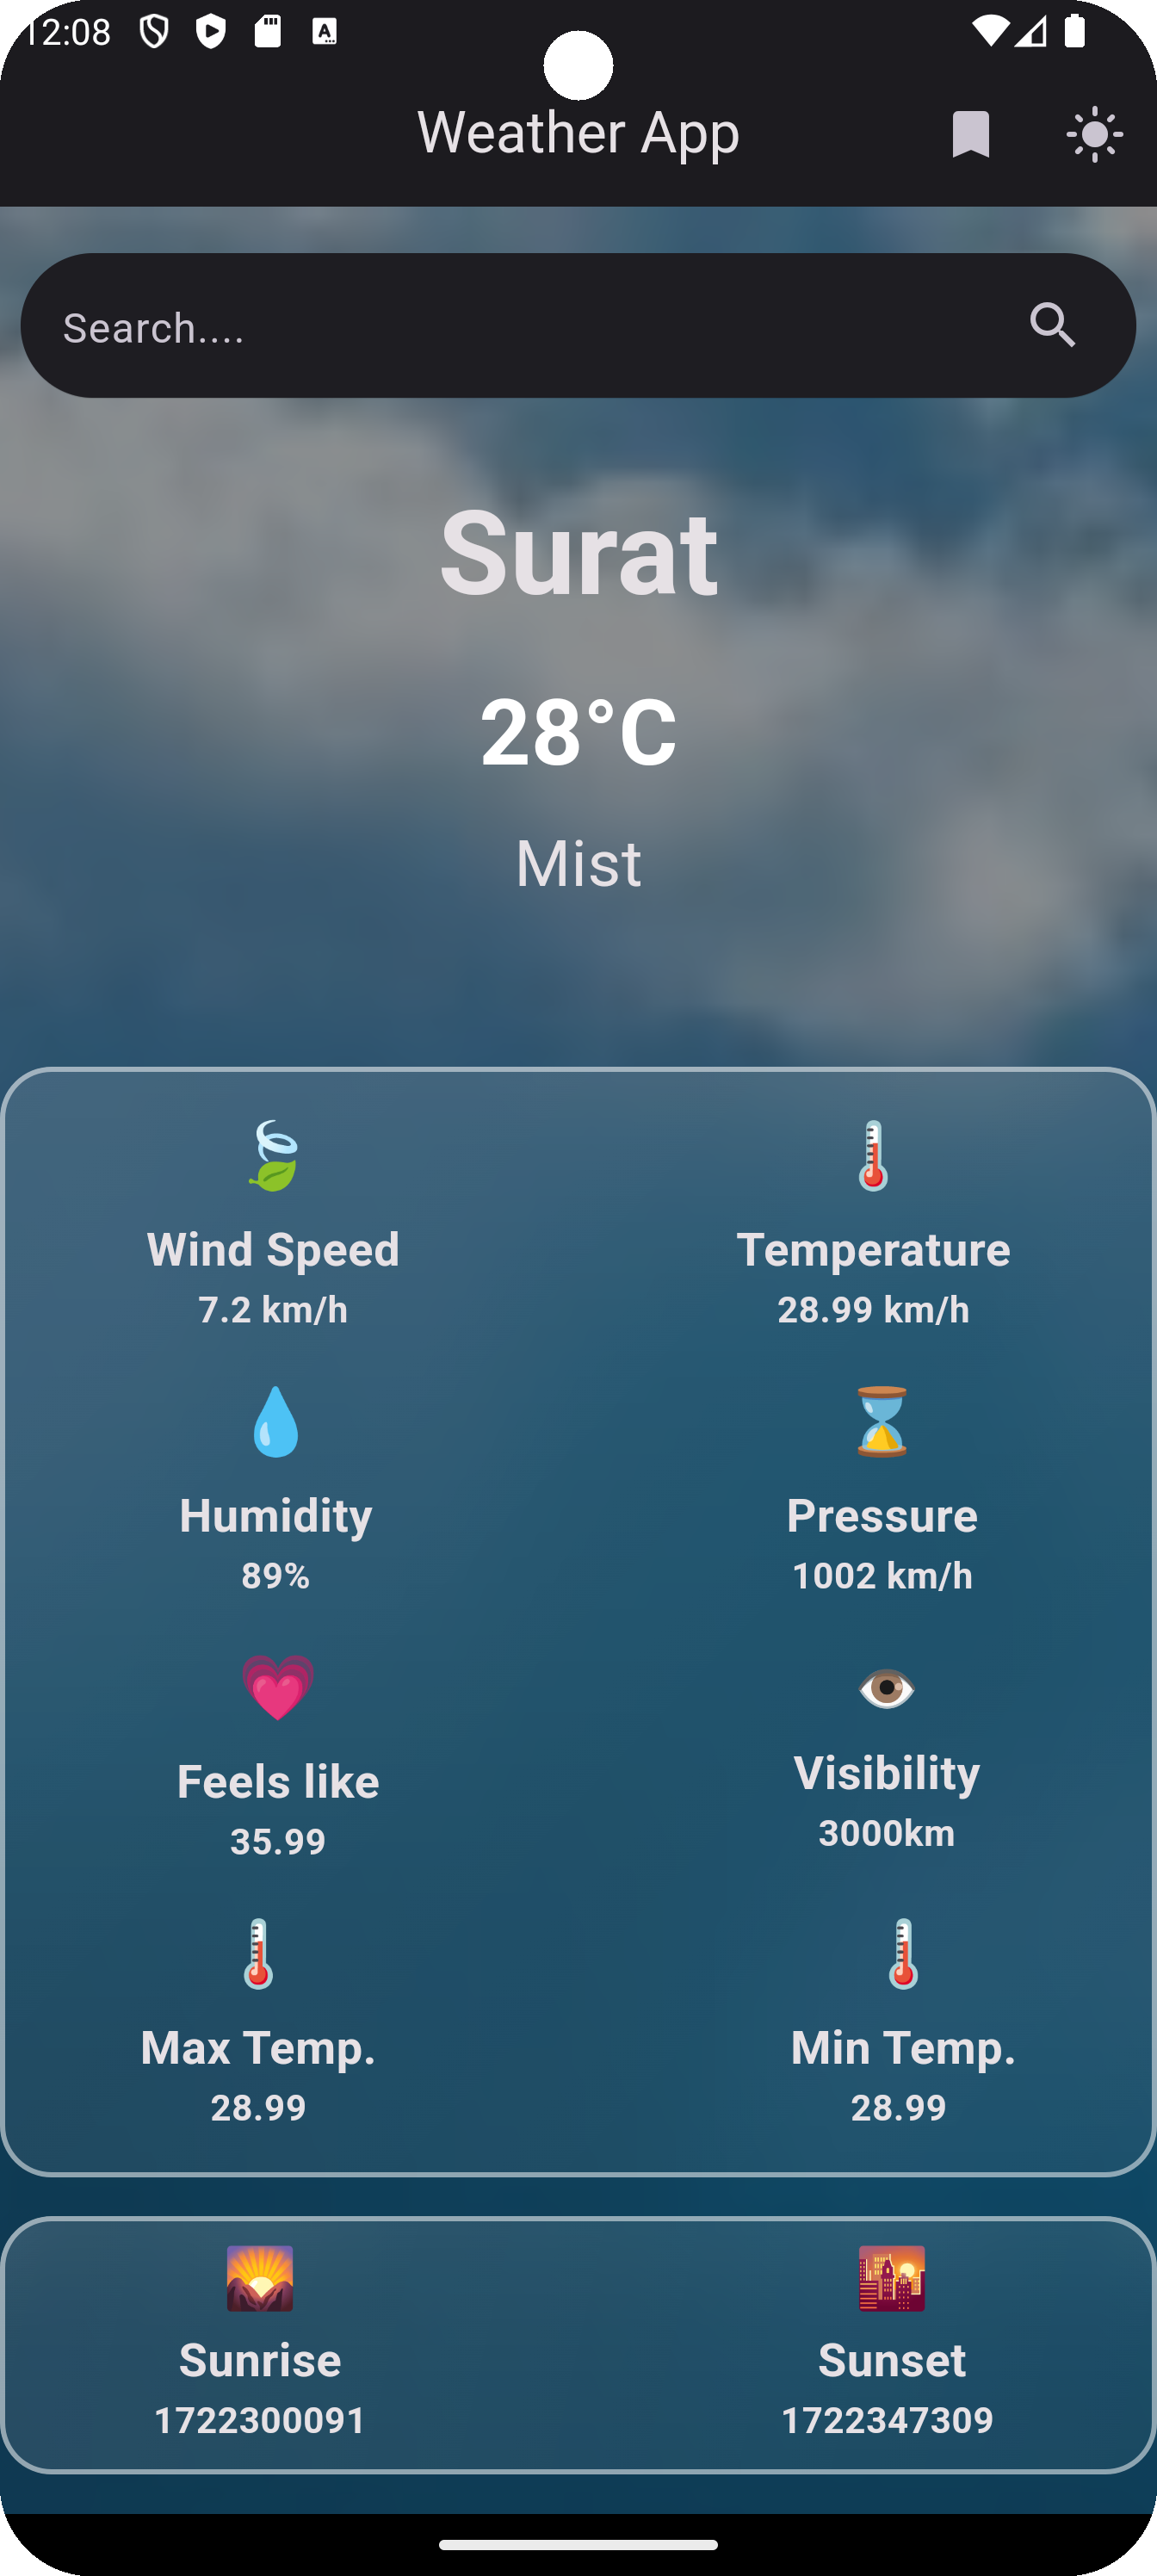 12:08
Weather App
Search....
Surat
28°C
Mist
Wind Speed
7.2 km/h
Temperature
28.99 km/h
Humidity
89%
Pressure
1002 km/h
Feels like
35.99
Visibility
3000km
Max Temp.
28.99
Min Temp.
28.99
Sunrise
1722300091
Sunset
1722347309